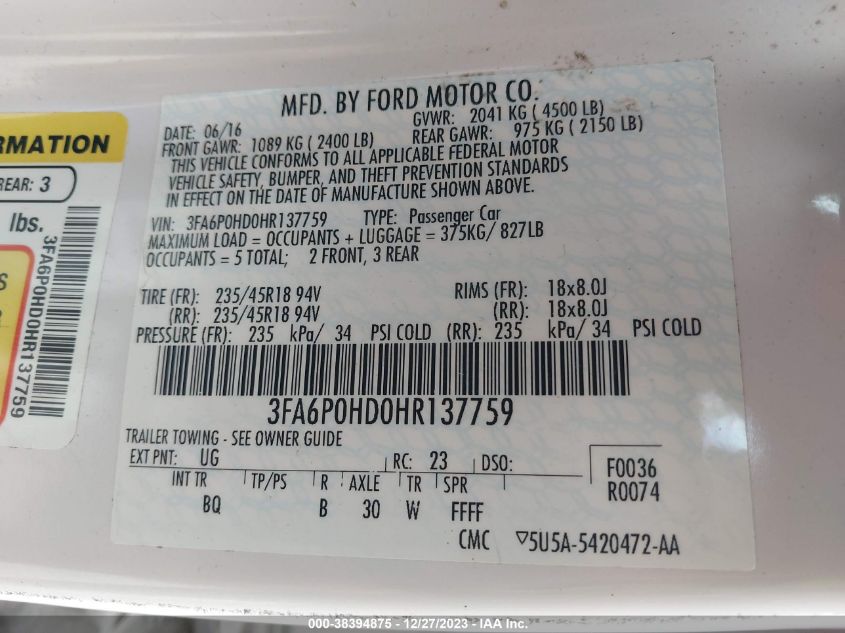 MFD. BY FORD MOTOR CO.
DATE: 06/16 GVWR: 2041 KG ( 4500 LB)
FRONT GAWR: 1089 KG ( 2400 LB) REAR GAWR: 975 KG ( 2150 LB)
THIS VEHICLE CONFORMS TO ALL APPLICABLE FEDERAL MOTOR
VEHICLE SAFETY, BUMPER, AND THEFT PREVENTION STANDARDS
IN EFFECT ON THE DATE OF MANUFACTURE SHOWN ABOVE.
VIN: 3FA6P0HD0HR137759 TYPE: Passenger Car
MAXIMUM LOAD = OCCUPANTS + LUGGAGE = 375KG/ 827LB
OCCUPANTS = 5 TOTAL; 2 FRONT, 3 REAR
TIRE (FR): 235/45R18 94V RIMS (FR): 18x8.0J
(RR): 235/45R18 94V (RR): 18x8.0J
PRESSURE (FR): 235 kPa/ 34 PSI COLD (RR): 235 kPa/ 34 PSI COLD
3FA6P0HD0HR137759
TRAILER TOWING - SEE OWNER GUIDE
EXT PNT: UG RC: 23 DSO:
INT TR TP/PS R AXLE TR SPR
BQ B 30 W FFFF
F0036
R0074
CMC ▽5U5A-5420472-AA
RMATION
REAR: 3
lbs.
S
R
3FA6P0HD0HR137759
000-38394875 - 12/27/2023 - IAA Inc.